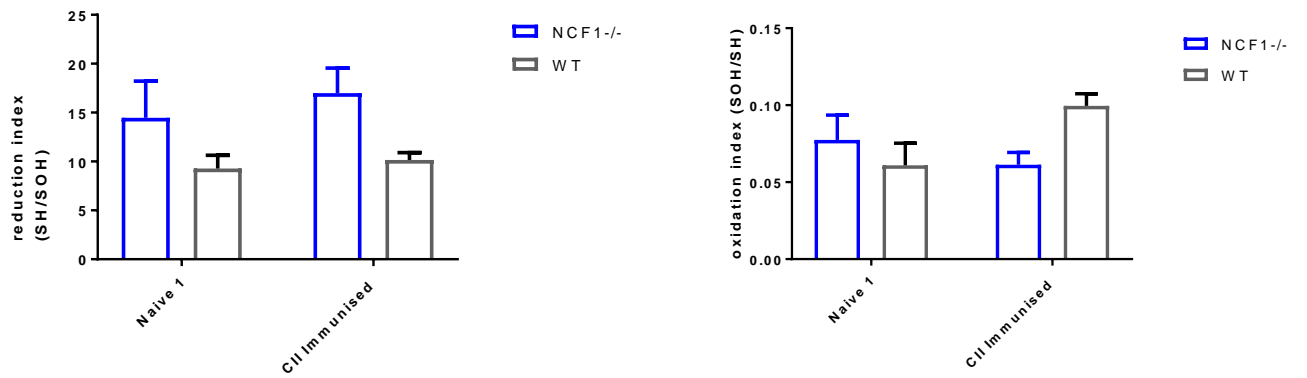 25
20
15
10
5
0
reduction index
(SH/SOH)
Naive 1
CII Immunised
NCF1-/-
WT
0.15
0.10
0.05
0.00
oxidation index (SOH/SH)
Naive 1
CII Immunised
NCF1-/-
WT